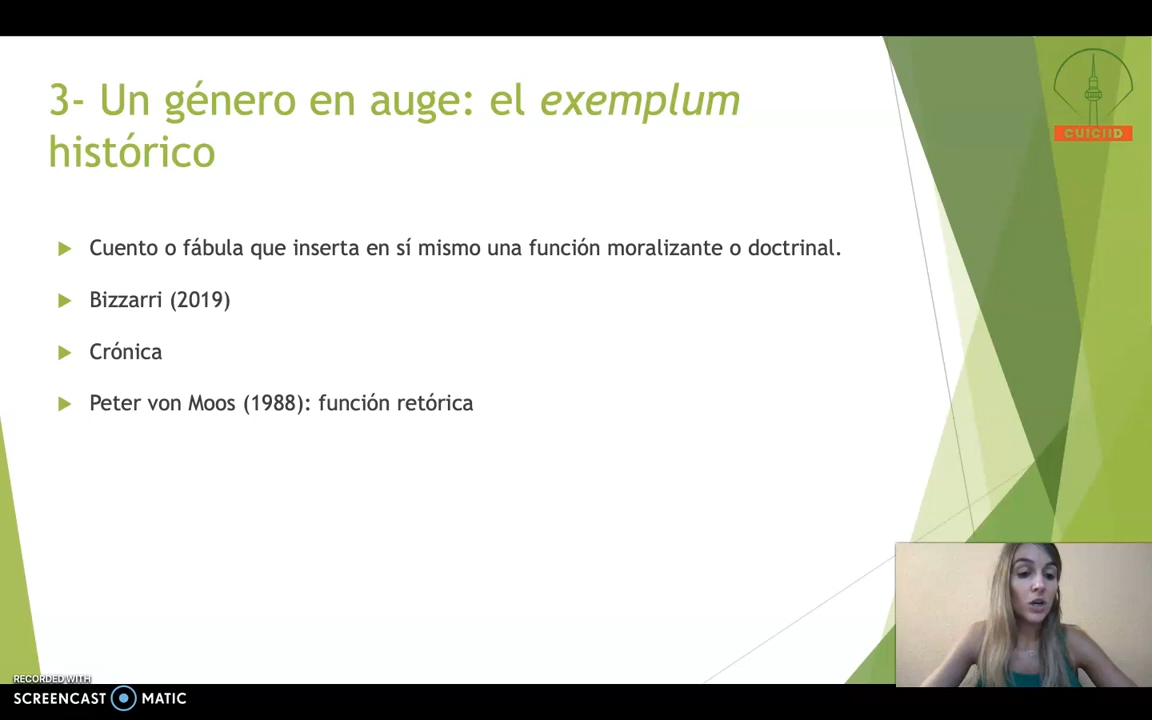 3- Un género en auge: el exemplum
histórico
CUICIID
Cuento o fábula que inserta en sí mismo una función moralizante o doctrinal.
Bizzarri (2019)
Crónica
Peter von Moos (1988): función retórica
RECORDED WITH
SCREENCAST MATIC